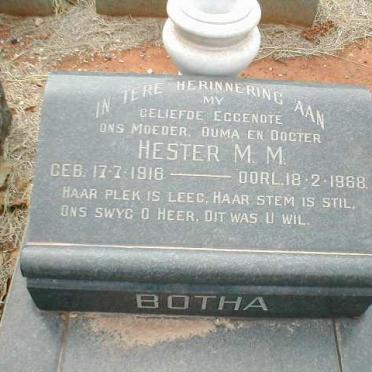 IN TERE HERINNERING AAN
MY
GELIEFDE EGGENOTE
ONS MOEDER, OUMA EN DOGTER
HESTER M. M.
GEB. 17·7·1918 — OORL. 18·2·1968.
HAAR PLEK IS LEEG, HAAR STEM IS STIL,
ONS SWYG O HEER, DIT WAS U WIL.
BOTHA